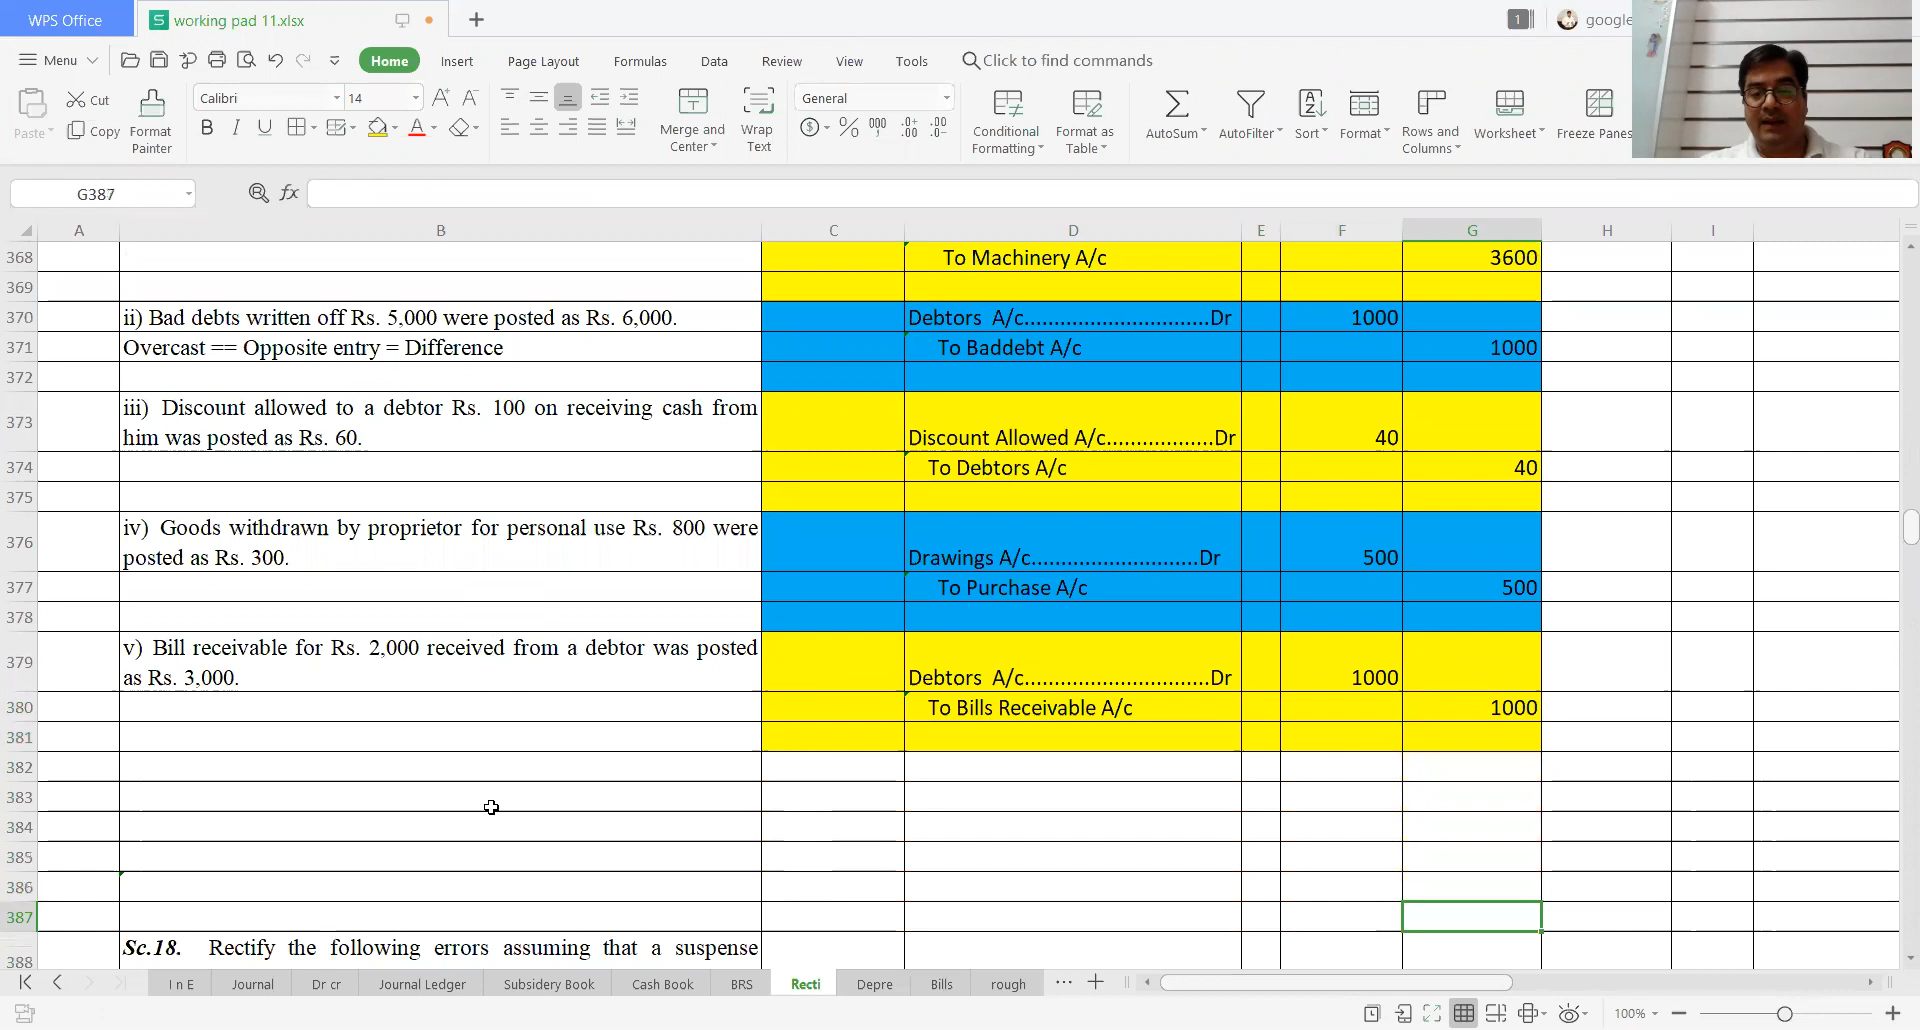 WPS Office
working pad 11.xlsx
1
google
Menu
Home
Insert
Page Layout
Formulas
Data
Review
View
Tools
Click to find commands
Paste
Cut
Copy
Format
Painter
Calibri
14
Merge and
Center
Wrap
Text
General
Conditional
Formatting
Format as
Table
AutoSum
AutoFilter
Sort
Format
Rows and
Columns
Worksheet
Freeze Panes
G387
A B C D E F G H I
368 To Machinery A/c 3600
369
370 ii) Bad debts written off Rs. 5,000 were posted as Rs. 6,000. Debtors A/c...............................Dr 1000
371 Overcast == Opposite entry = Difference To Baddebt A/c 1000
372
373 iii) Discount allowed to a debtor Rs. 100 on receiving cash from
him was posted as Rs. 60. Discount Allowed A/c..................Dr 40
374 To Debtors A/c 40
375
376 iv) Goods withdrawn by proprietor for personal use Rs. 800 were
posted as Rs. 300. Drawings A/c............................Dr 500
377 To Purchase A/c 500
378
379 v) Bill receivable for Rs. 2,000 received from a debtor was posted
as Rs. 3,000. Debtors A/c...............................Dr 1000
380 To Bills Receivable A/c 1000
381
382
383
384
385
386
387
388 Sc.18. Rectify the following errors assuming that a suspense
I n E Journal Dr cr Journal Ledger Subsidery Book Cash Book BRS Recti Depre Bills rough
100%